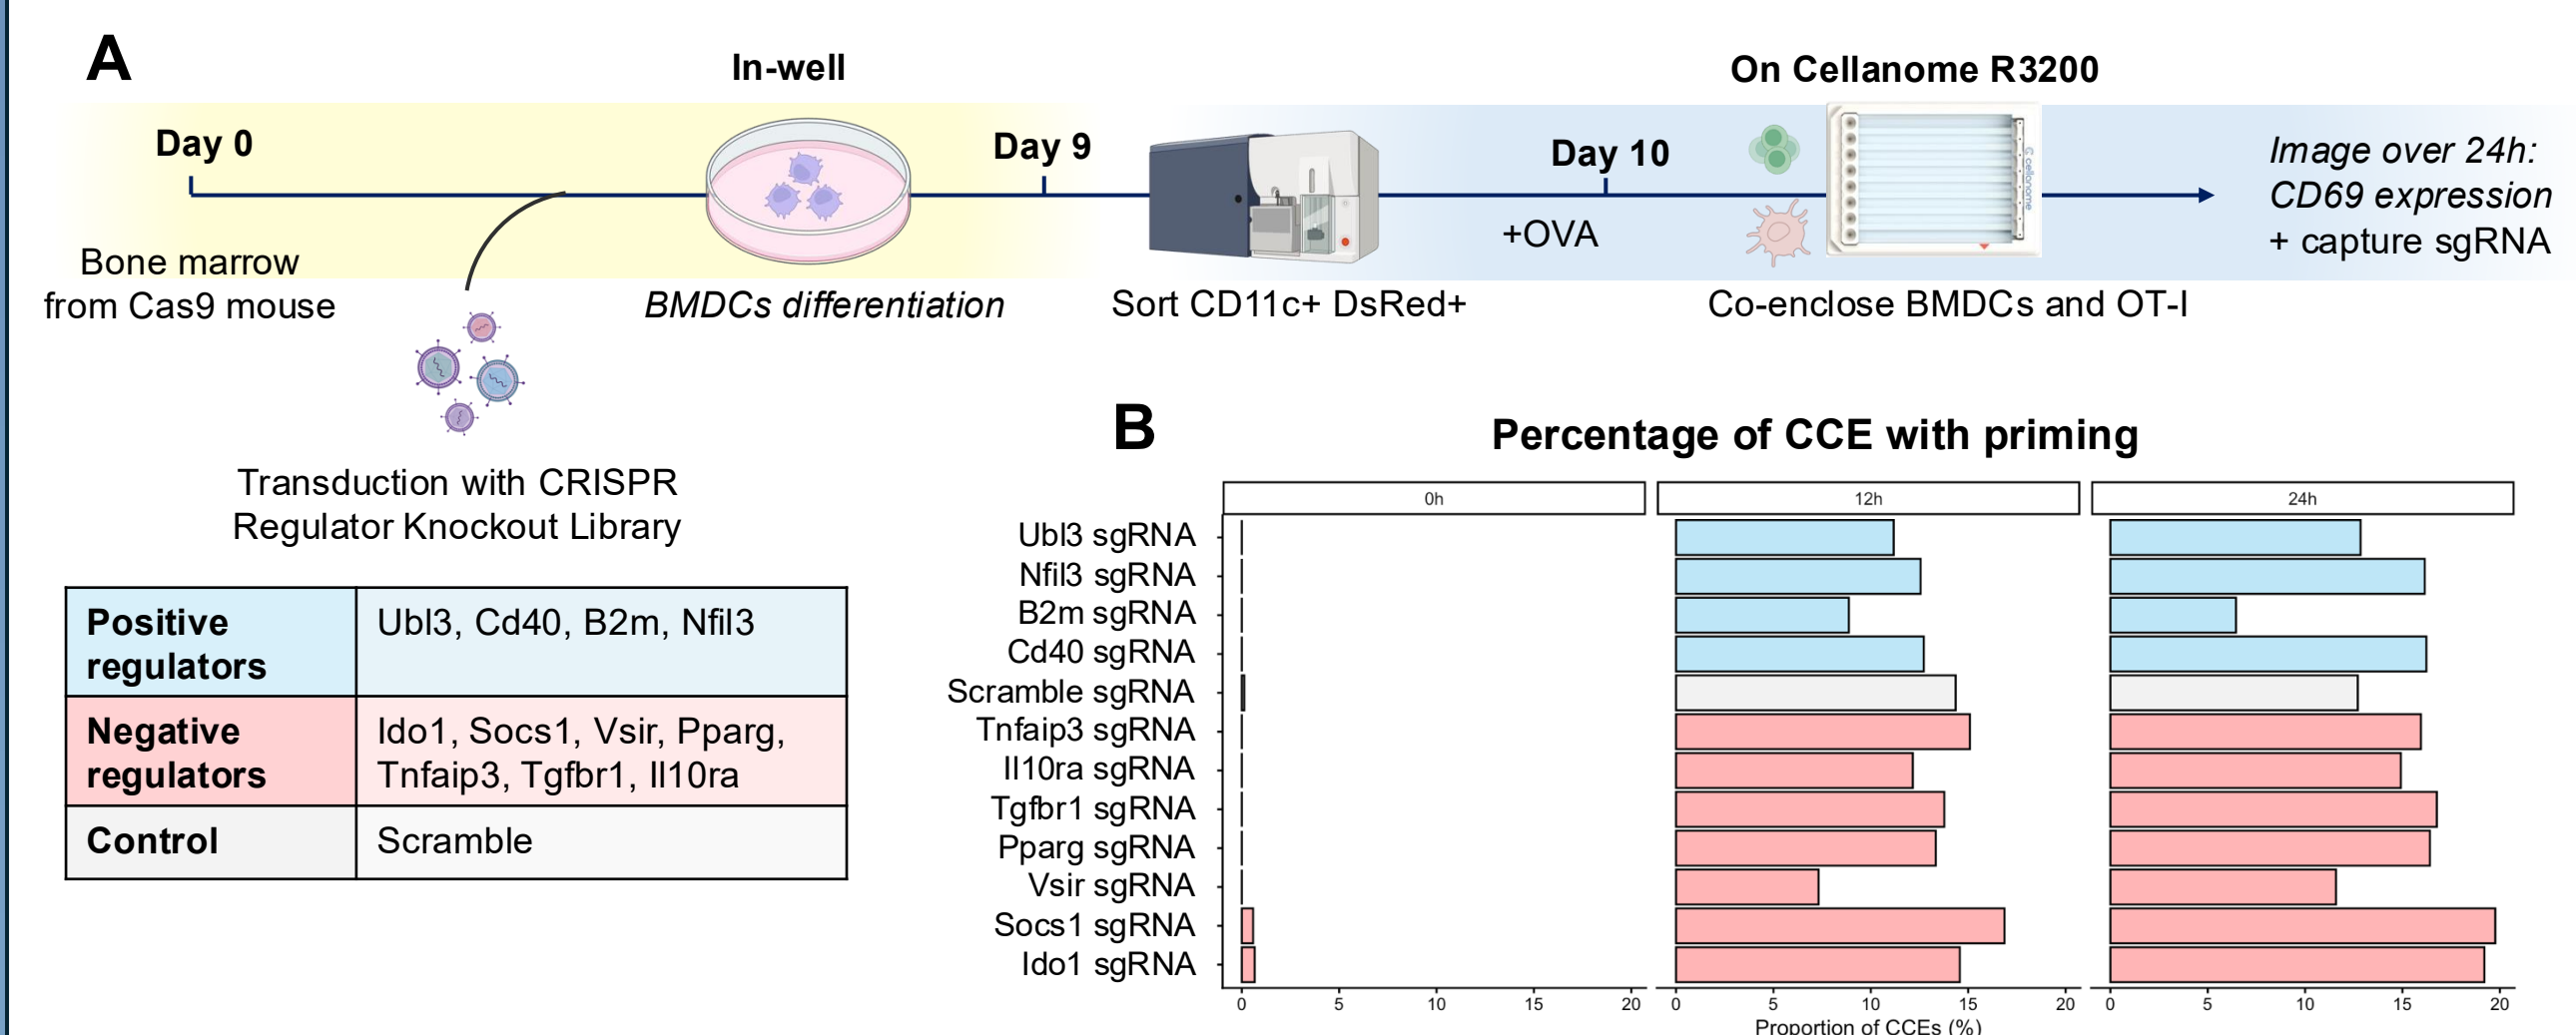 A
In-well
On Cellanome R3200
Day 0
Day 9
Day 10
+OVA
cellanome
Image over 24h:
CD69 expression
+ capture sgRNA
Bone marrow
from Cas9 mouse
BMDCs differentiation
Sort CD11c+ DsRed+
Co-enclose BMDCs and OT-I
Transduction with CRISPR
Regulator Knockout Library
Positive
regulators
Ubl3, Cd40, B2m, Nfil3
Negative
regulators
Ido1, Socs1, Vsir, Pparg,
Tnfaip3, Tgfbr1, Il10ra
Control
Scramble
B
Percentage of CCE with priming
0h
12h
24h
Ubl3 sgRNA
Nfil3 sgRNA
B2m sgRNA
Cd40 sgRNA
Scramble sgRNA
Tnfaip3 sgRNA
Il10ra sgRNA
Tgfbr1 sgRNA
Pparg sgRNA
Vsir sgRNA
Socs1 sgRNA
Ido1 sgRNA
0 5 10 15 20
0 5 10 15 20
0 5 10 15 20
Proportion of CCEs (%)